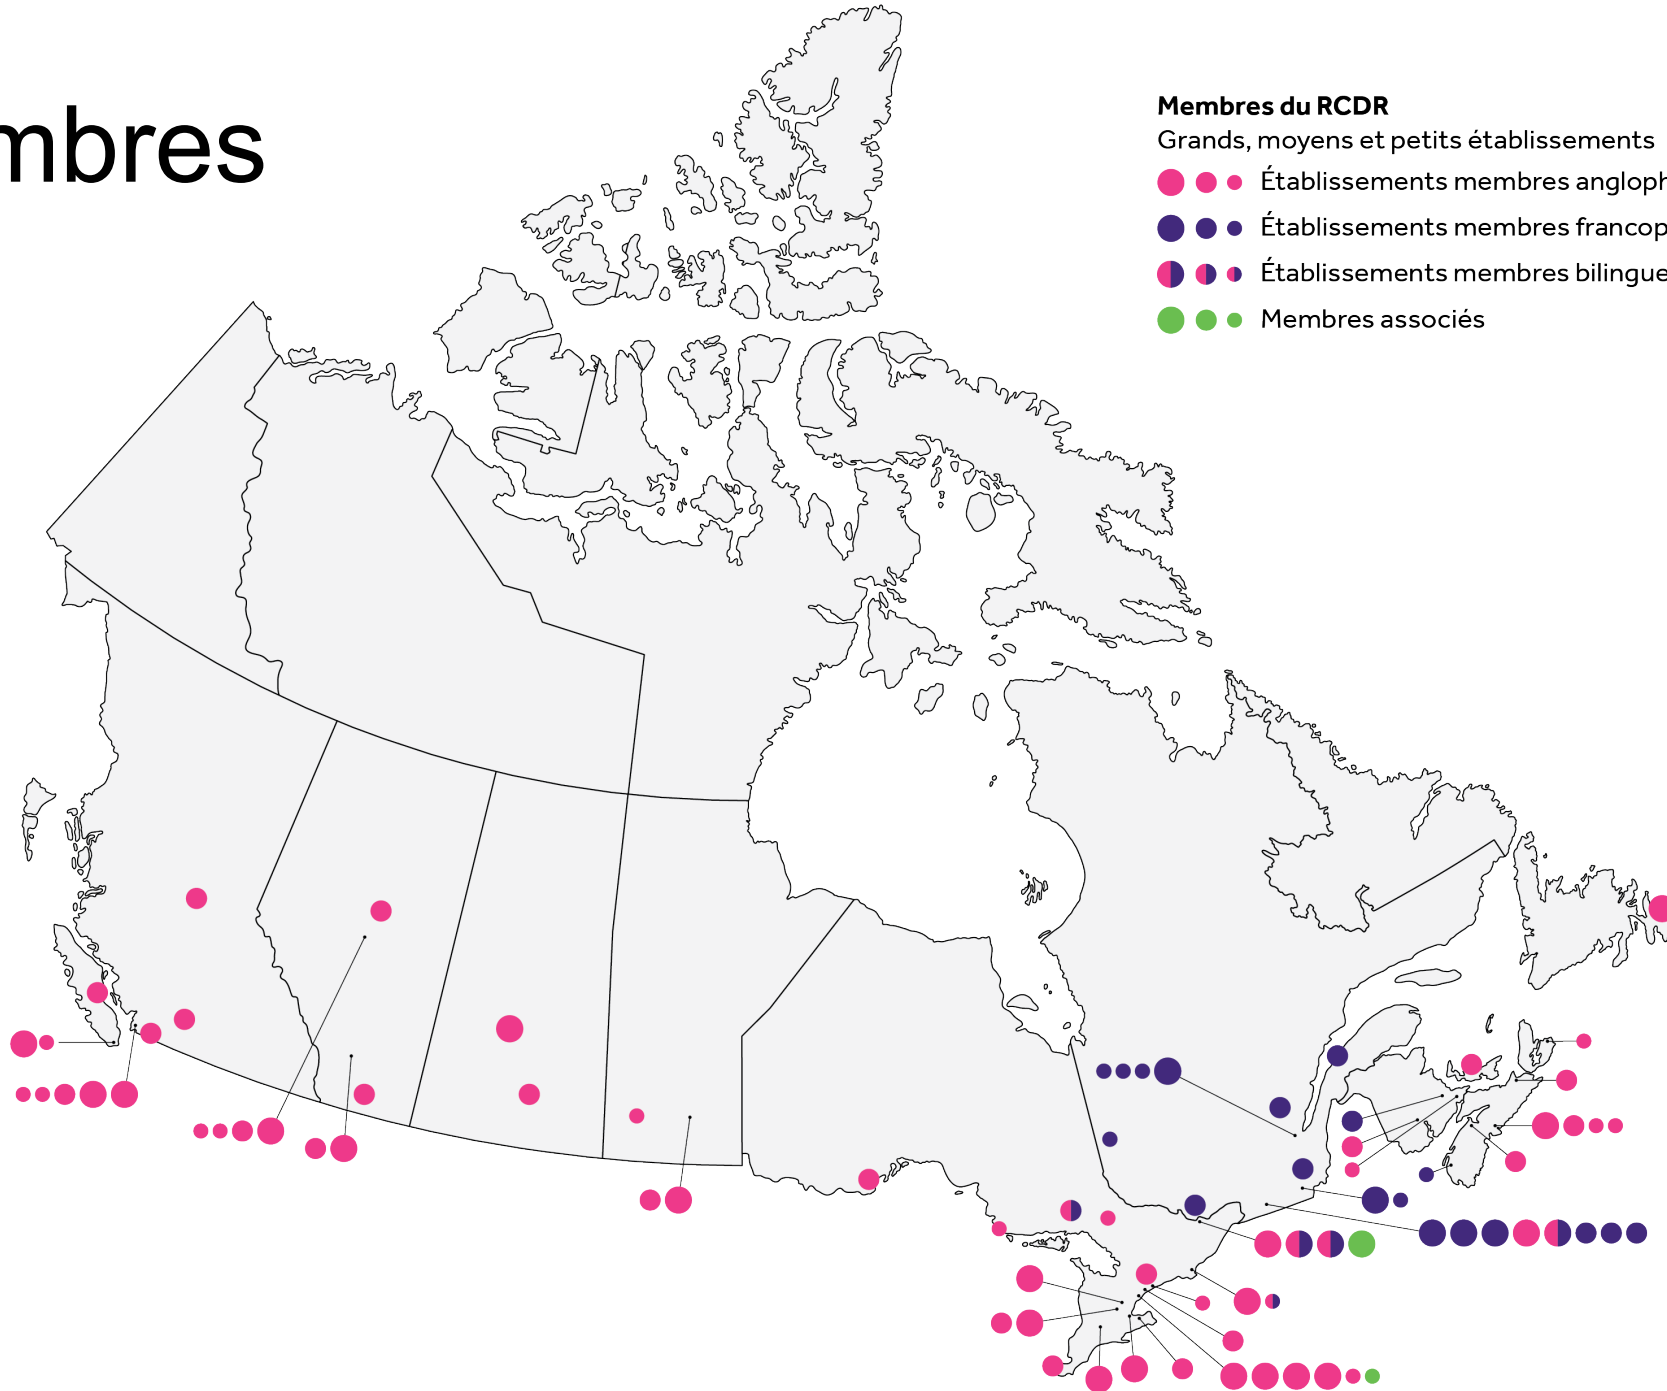 mbres
Membres du RCDR
Grands, moyens et petits établissements
Établissements membres angloph
Établissements membres francop
Établissements membres bilingue
Membres associés